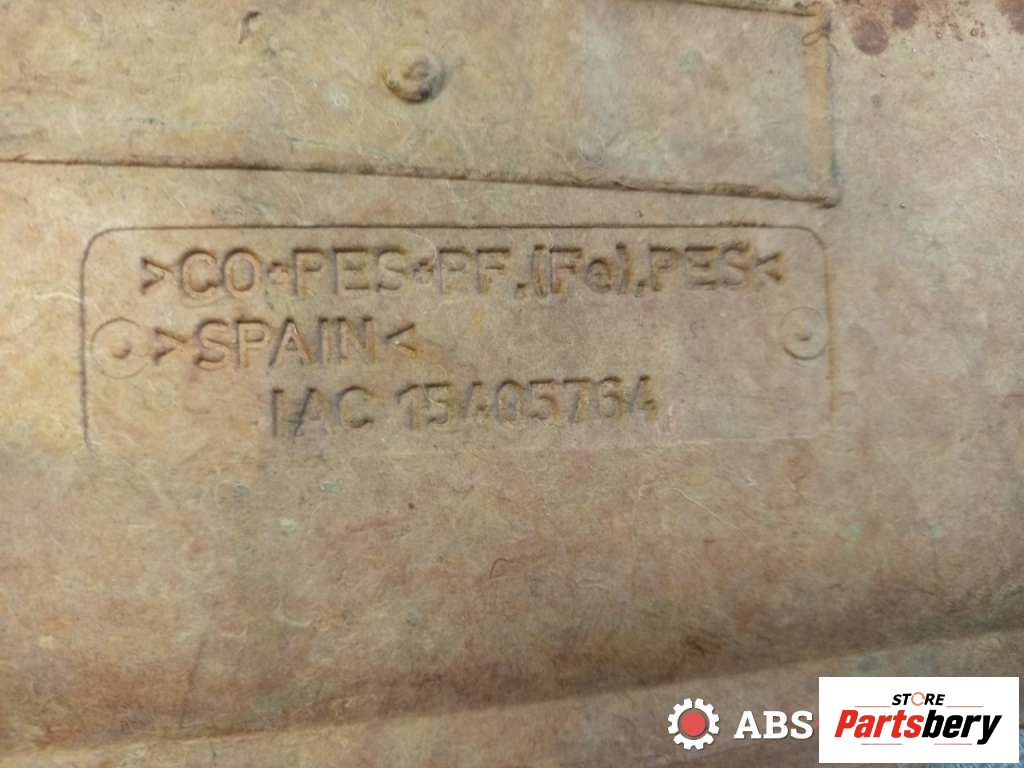 >CO+PES+PF,(Fe),PES<
>SPAIN<
IAC 15405764
ABS
STORE
Partsbery